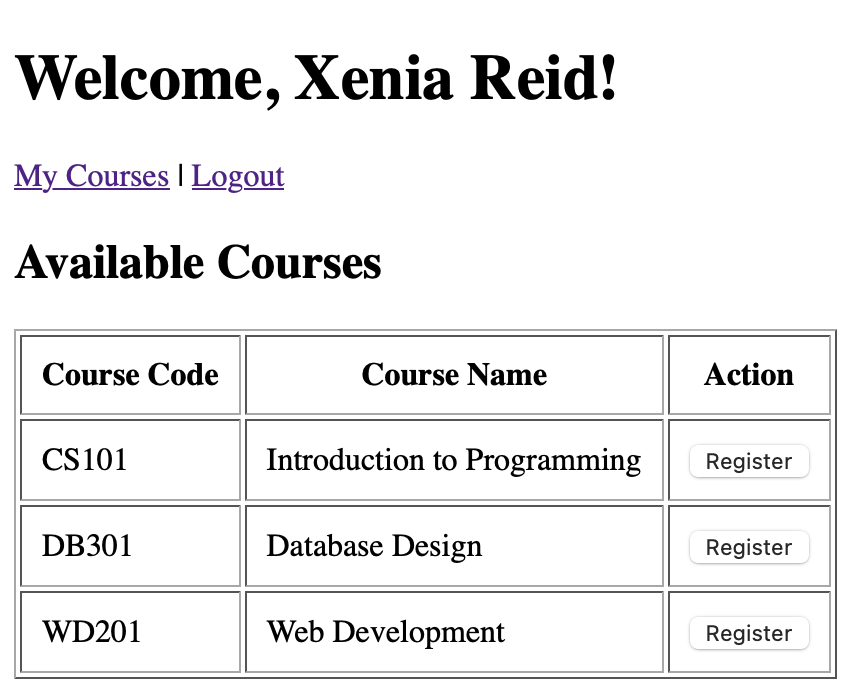 Welcome, Xenia Reid!
My Courses | Logout
Available Courses
Course Code Course Name Action
CS101 Introduction to Programming Register
DB301 Database Design Register
WD201 Web Development Register